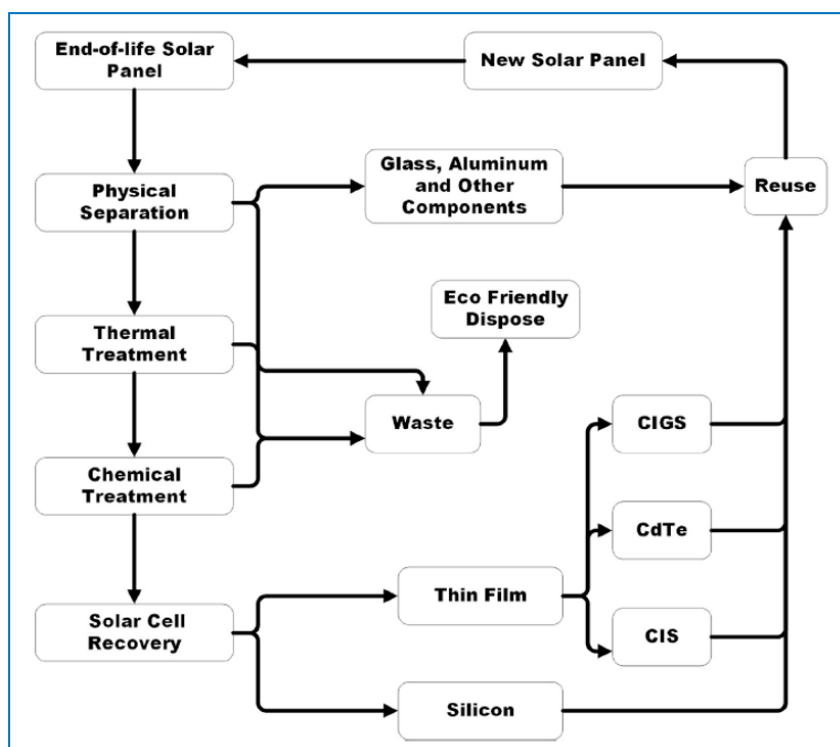 End-of-life Solar
Panel
New Solar Panel
Physical
Separation
Glass, Aluminum
and Other
Components
Reuse
Eco Friendly
Dispose
Thermal
Treatment
Waste
CIGS
Chemical
Treatment
CdTe
Thin Film
Solar Cell
Recovery
CIS
Silicon